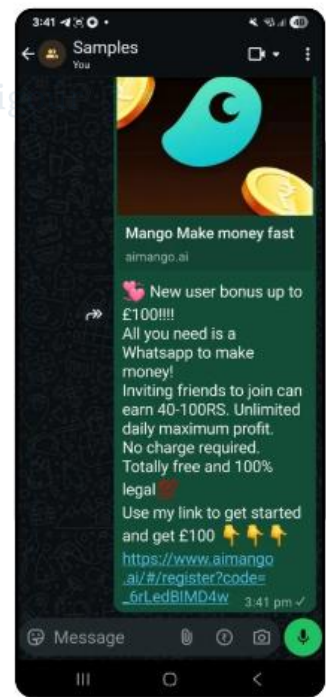 3:41
40
Samples
You
Mango Make money fast
aimango.ai
💞 New user bonus up to
£100!!!!
All you need is a
Whatsapp to make
money!
Inviting friends to join can
earn 40-100RS. Unlimited
daily maximum profit.
No charge required.
Totally free and 100%
legal💯
Use my link to get started
and get £100 👇👇👇
https://www.aimango
.ai/#/register?code=
_6rLedBIMD4w
3:41 pm
Message